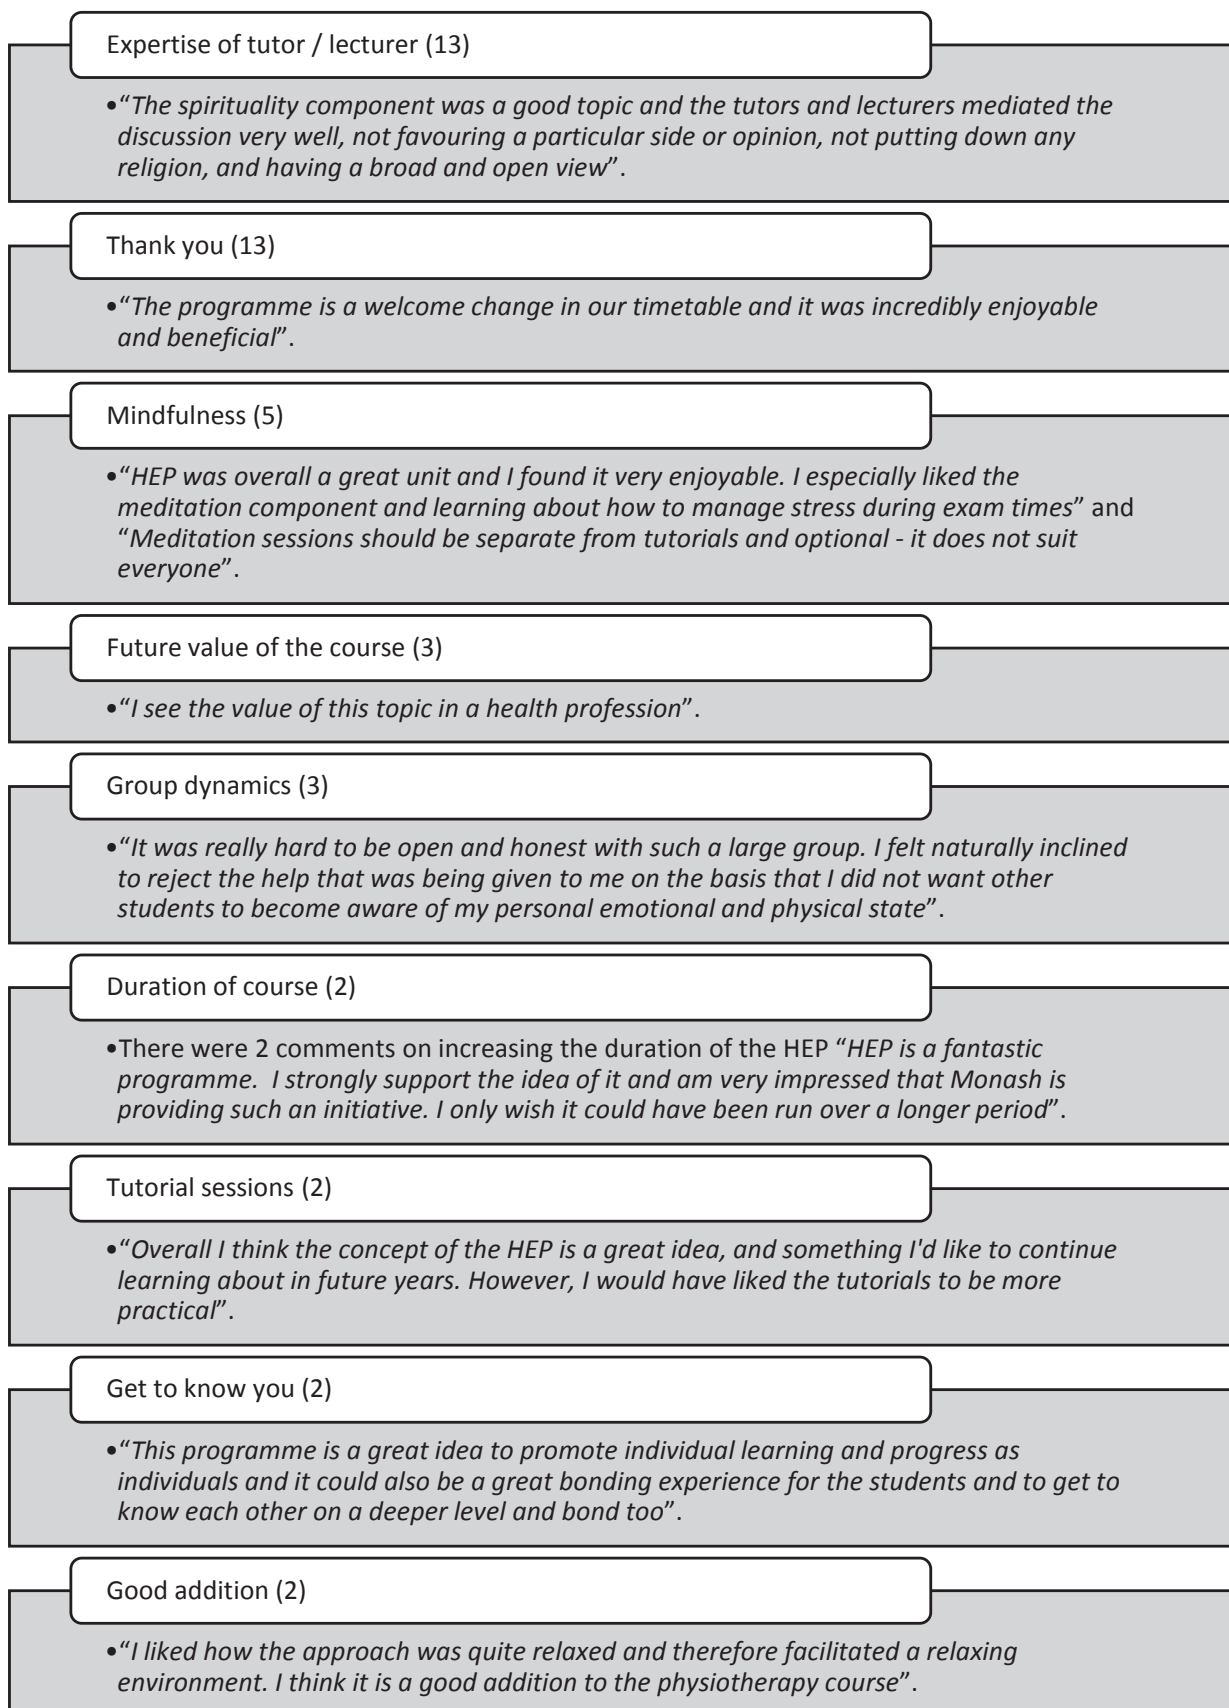 Expertise of tutor / lecturer (13)
•“The spirituality component was a good topic and the tutors and lecturers mediated the
discussion very well, not favouring a particular side or opinion, not putting down any
religion, and having a broad and open view”.
Thank you (13)
•“The programme is a welcome change in our timetable and it was incredibly enjoyable
and beneficial”.
Mindfulness (5)
•“HEP was overall a great unit and I found it very enjoyable. I especially liked the
meditation component and learning about how to manage stress during exam times” and
“Meditation sessions should be separate from tutorials and optional - it does not suit
everyone”.
Future value of the course (3)
•“I see the value of this topic in a health profession”.
Group dynamics (3)
•“It was really hard to be open and honest with such a large group. I felt naturally inclined
to reject the help that was being given to me on the basis that I did not want other
students to become aware of my personal emotional and physical state”.
Duration of course (2)
•There were 2 comments on increasing the duration of the HEP “HEP is a fantastic
programme.  I strongly support the idea of it and am very impressed that Monash is
providing such an initiative. I only wish it could have been run over a longer period”.
Tutorial sessions (2)
•“Overall I think the concept of the HEP is a great idea, and something I'd like to continue
learning about in future years. However, I would have liked the tutorials to be more
practical”.
Get to know you (2)
•“This programme is a great idea to promote individual learning and progress as
individuals and it could also be a great bonding experience for the students and to get to
know each other on a deeper level and bond too”.
Good addition (2)
•“I liked how the approach was quite relaxed and therefore facilitated a relaxing
environment. I think it is a good addition to the physiotherapy course”.